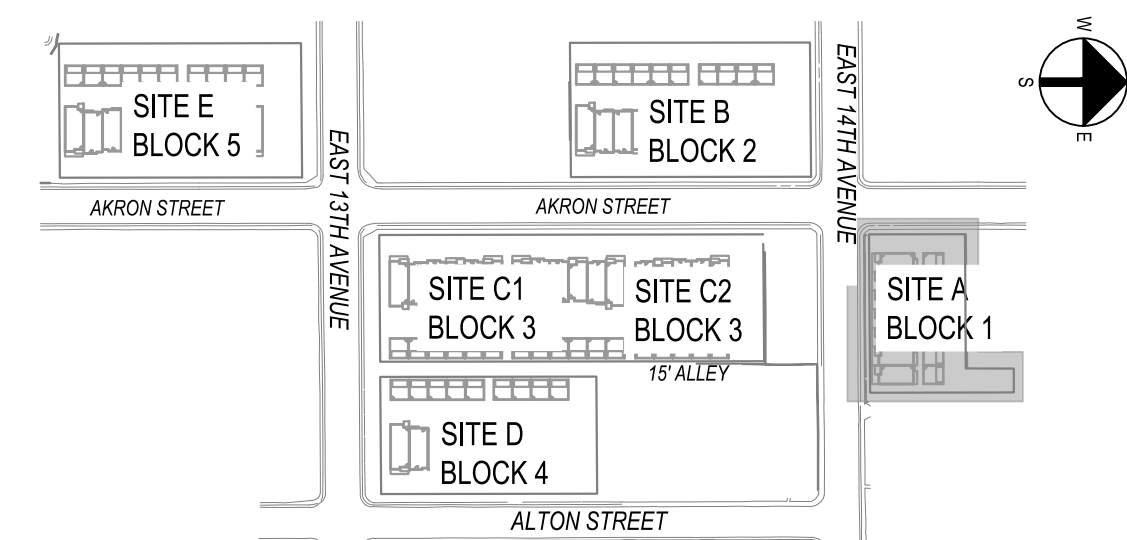 W
S
E
SITE E
BLOCK 5
SITE B
BLOCK 2
EAST 13TH AVENUE
EAST 14TH AVENUE
AKRON STREET
AKRON STREET
SITE C1
BLOCK 3
SITE C2
BLOCK 3
SITE A
BLOCK 1
15' ALLEY
SITE D
BLOCK 4
ALTON STREET